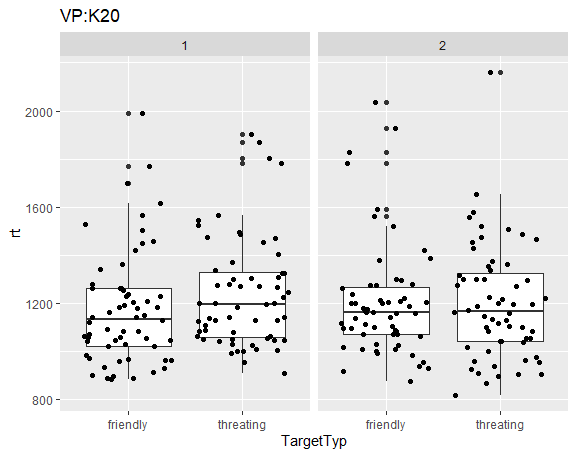 VP:K20
1
2
rt
2000
1600
1200
800
friendly
threating
friendly
threating
TargetTyp